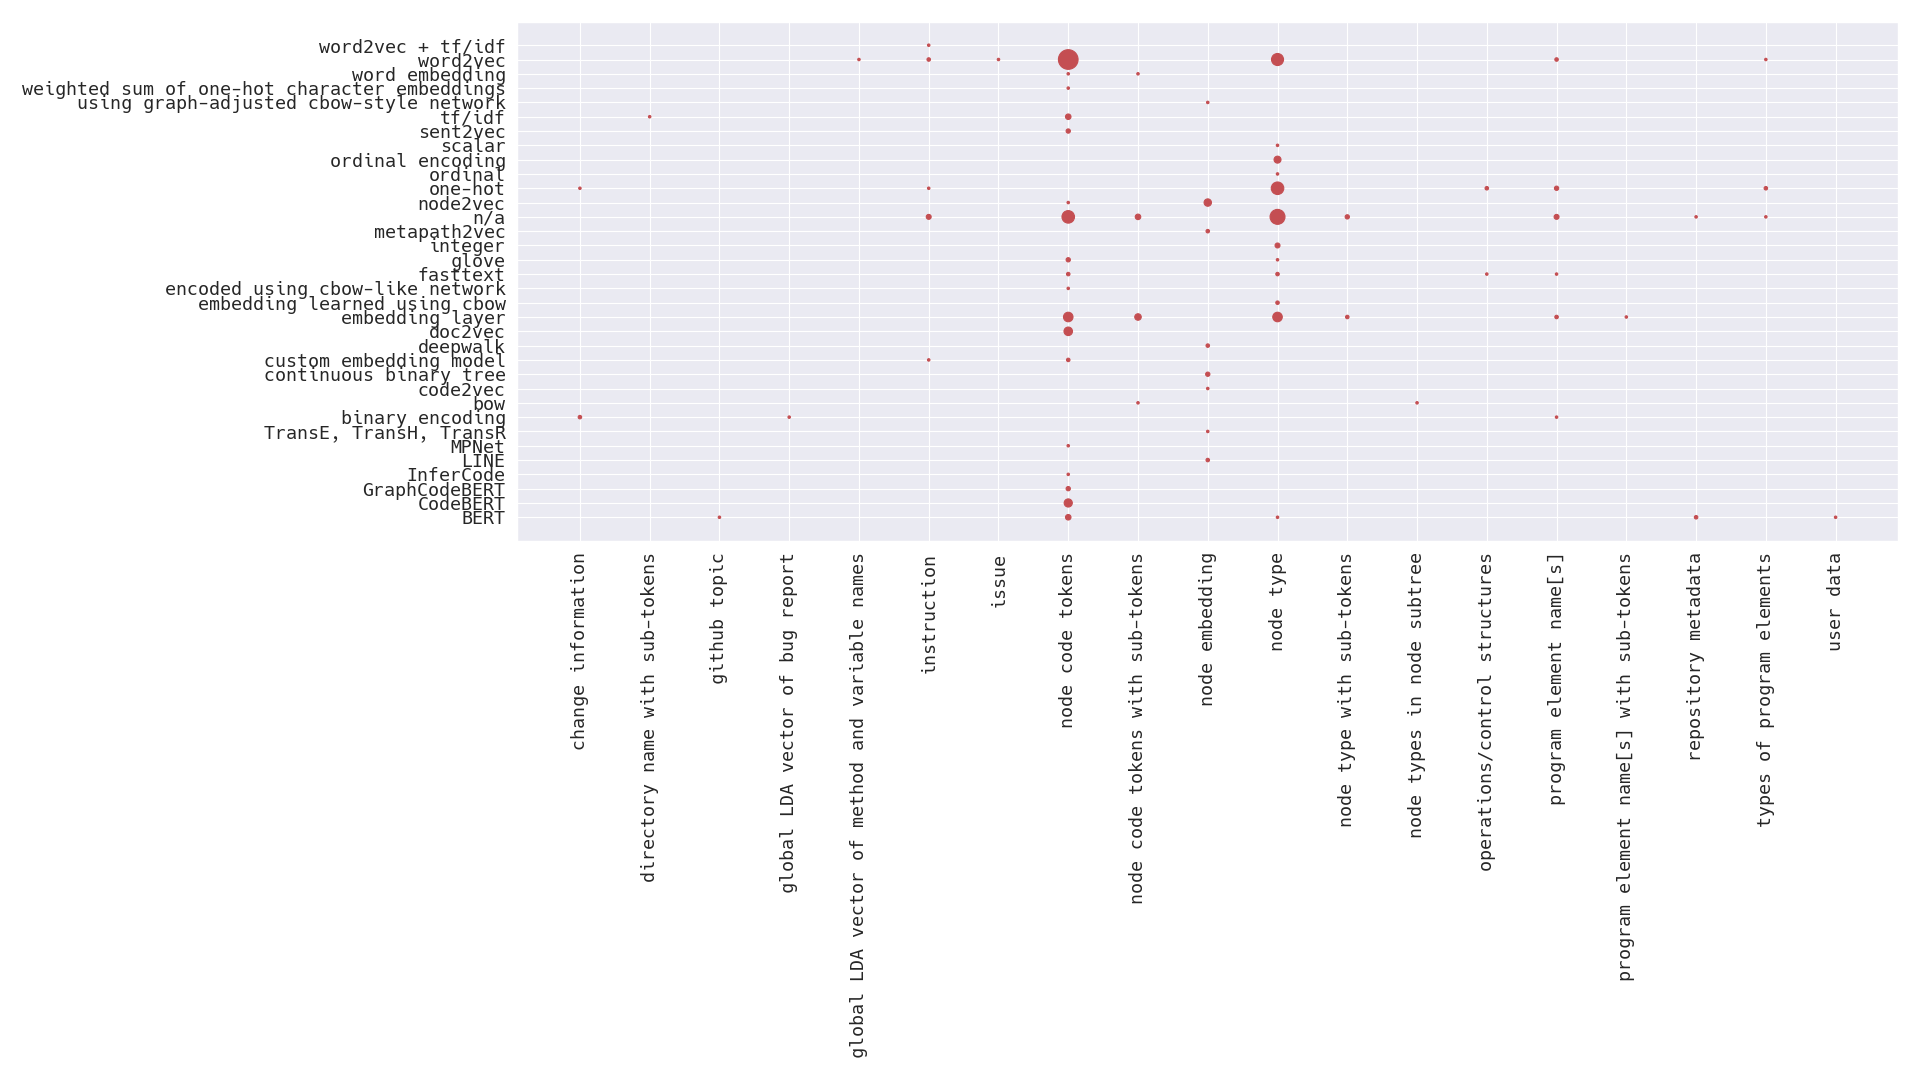 word2vec + tf/idf
word2vec
word embedding
weighted sum of one-hot character embeddings
using graph-adjusted cbow-style network
tf/idf
sent2vec
scalar
ordinal encoding
ordinal
one-hot
node2vec
n/a
metapath2vec
integer
glove
fasttext
encoded using cbow-like network
embedding learned using cbow
embedding layer
doc2vec
deepwalk
custom embedding model
continuous binary tree
code2vec
bow
binary encoding
TransE, TransH, TransR
MPNet
LINE
InferCode
GraphCodeBERT
CodeBERT
BERT
change information
directory name with sub-tokens
github topic
global LDA vector of bug report
global LDA vector of method and variable names
instruction
issue
node code tokens
node code tokens with sub-tokens
node embedding
node type
node type with sub-tokens
node types in node subtree
operations/control structures
program element name[s]
program element name[s] with sub-tokens
repository metadata
types of program elements
user data